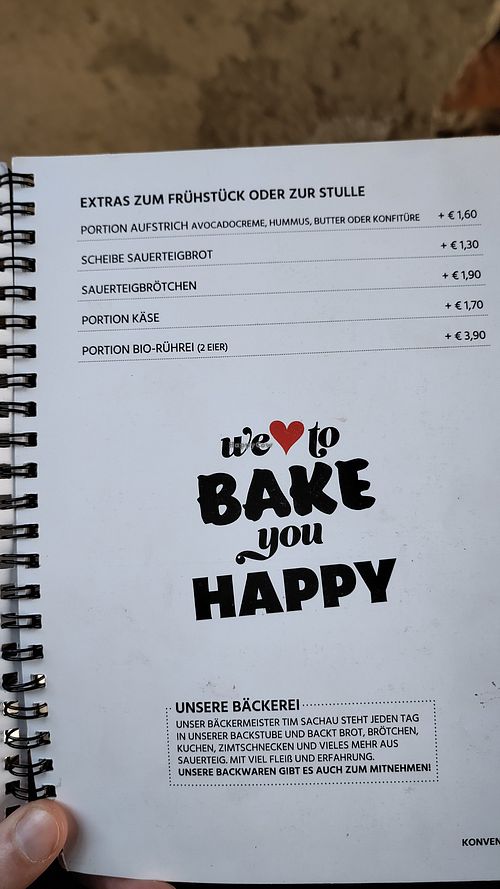 EXTRAS ZUM FRÜHSTÜCK ODER ZUR STULLE
PORTION AUFSTRICH AVOCADOCREME, HUMMUS, BUTTER ODER KONFITÜRE + € 1,60
SCHEIBE SAUERTEIGBROT + € 1,30
SAUERTEIGBRÖTCHEN + € 1,90
PORTION KÄSE + € 1,70
PORTION BIO-RÜHREI (2 EIER) + € 3,90
we ❤ to
BAKE
you
HAPPY
UNSERE BÄCKEREI
UNSER BÄCKERMEISTER TIM SACHAU STEHT JEDEN TAG
IN UNSERER BACKSTUBE UND BACKT BROT, BRÖTCHEN,
KUCHEN, ZIMTSCHNECKEN UND VIELES MEHR AUS
SAUERTEIG. MIT VIEL FLEIß UND ERFAHRUNG.
UNSERE BACKWAREN GIBT ES AUCH ZUM MITNEHMEN!
KONVEN